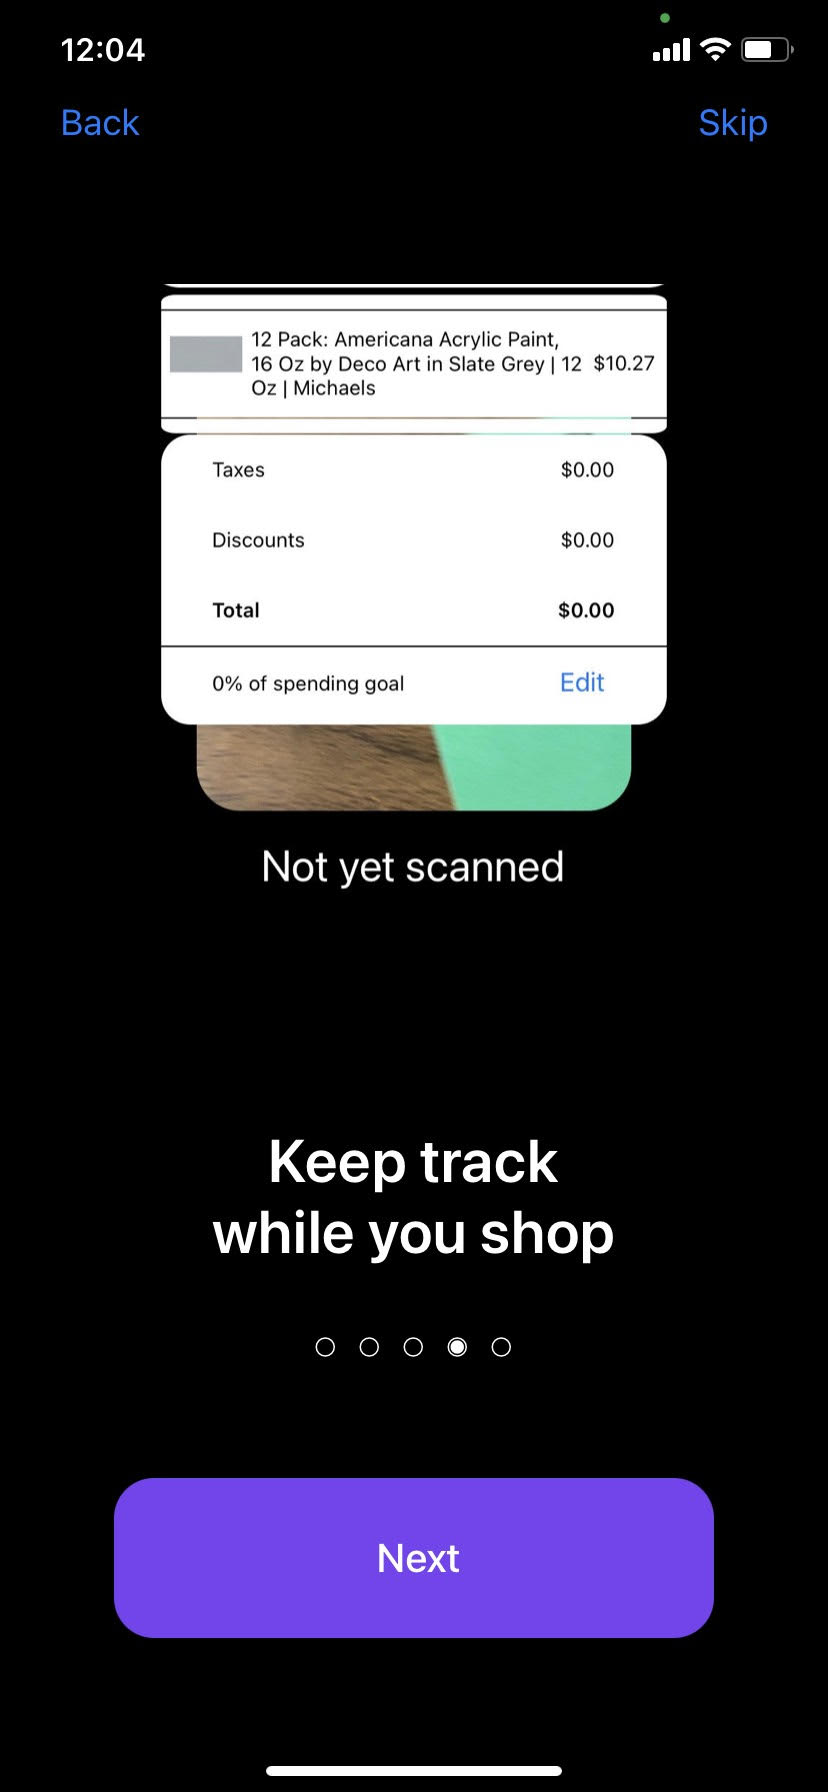 12:04
Back
Skip
12 Pack: Americana Acrylic Paint,
16 Oz by Deco Art in Slate Grey | 12
Oz | Michaels
$10.27
Taxes
$0.00
Discounts
$0.00
Total
$0.00
0% of spending goal
Edit
Not yet scanned
Keep track
while you shop
Next